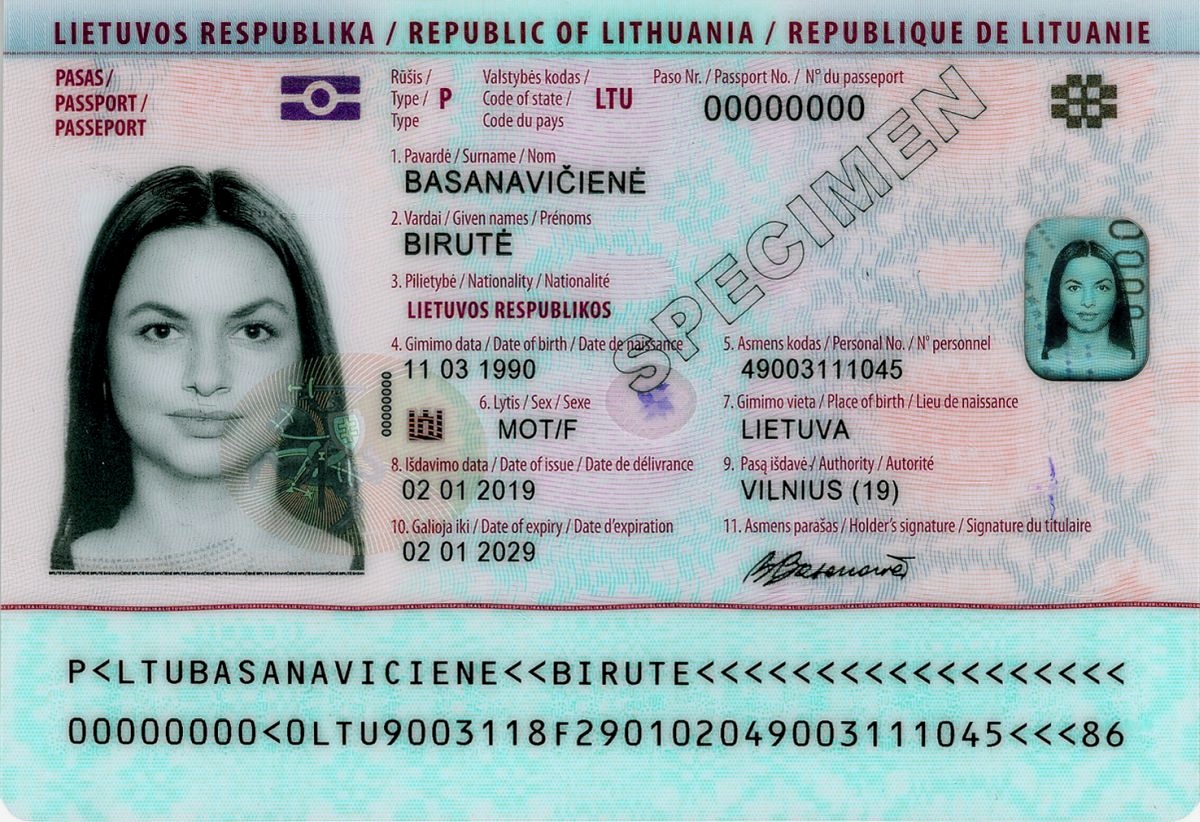 LIETUVOS RESPUBLIKA / REPUBLIC OF LITHUANIA / REPUBLIQUE DE LITUANIE
PASAS /
PASSPORT /
PASSEPORT
Rūšis /
Type / P
Type
Valstybės kodas /
Code of state / LTU
Code du pays
Paso Nr. / Passport No. / N° du passeport
00000000
1. Pavardė / Surname / Nom
BASANAVIČIENĖ
2. Vardai / Given names / Prénoms
BIRUTĖ
3. Pilietybė / Nationality / Nationalité
LIETUVOS RESPUBLIKOS
4. Gimimo data / Date of birth / Date de naissance
11 03 1990
5. Asmens kodas / Personal No. / N° personnel
49003111045
6. Lytis / Sex / Sexe
MOT/F
7. Gimimo vieta / Place of birth / Lieu de naissance
LIETUVA
8. Išdavimo data / Date of issue / Date de délivrance
02 01 2019
9. Pasą išdavė / Authority / Autorité
VILNIUS (19)
10. Galioja iki / Date of expiry / Date d'expiration
02 01 2029
11. Asmens parašas / Holder's signature / Signature du titulaire
SPECIMEN
00000000
0000
P<LTUBASANAVICIENE<<BIRUTE<<<<<<<<<<<<<<<<<<
00000000<0LTU9003118F290102049003111045<<<86